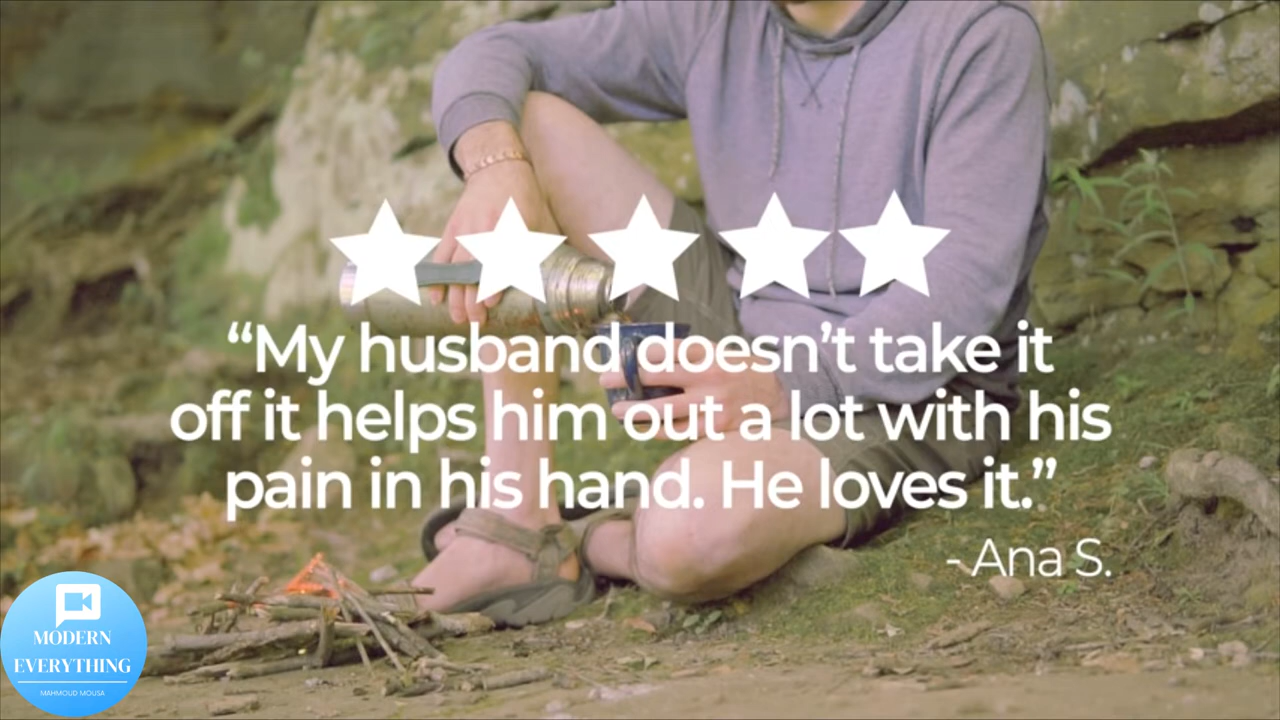 “My husband doesn’t take it
off it helps him out a lot with his
pain in his hand. He loves it.”
- Ana S.
MODERN
EVERYTHING
MAHMOUD MOUSA